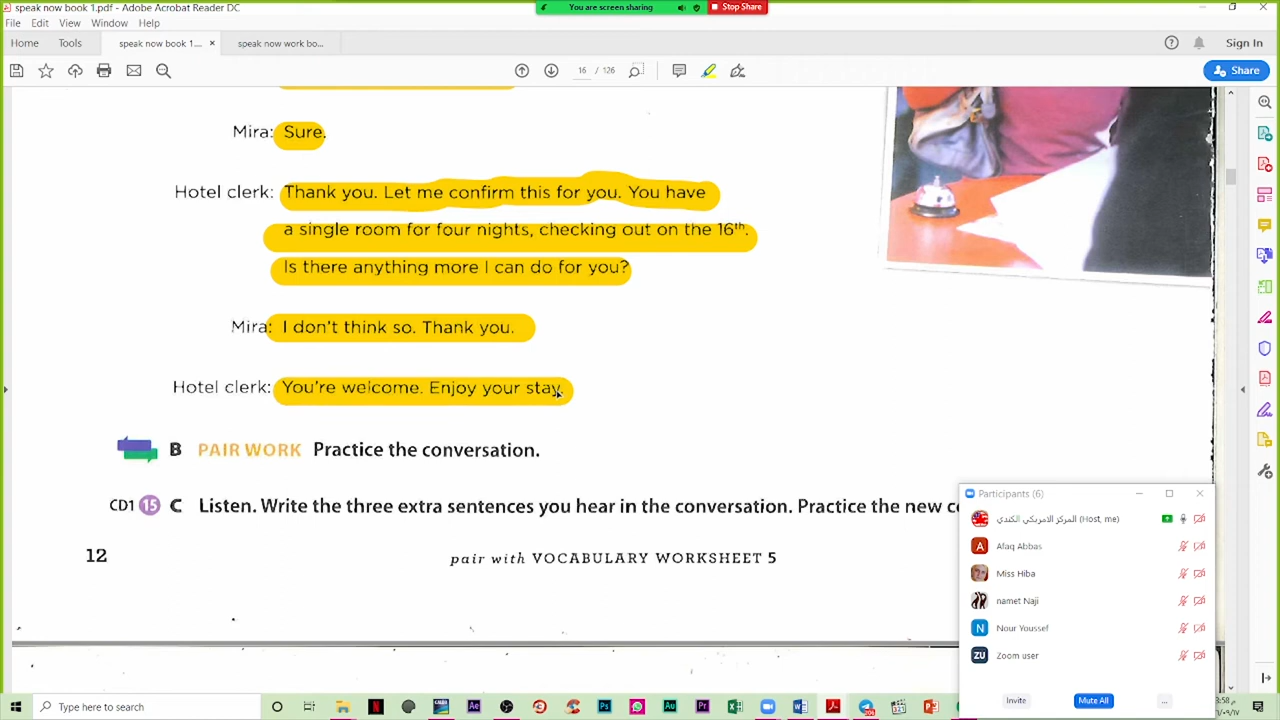 speak now book 1.pdf - Adobe Acrobat Reader DC
You are screen sharing
Stop Share
File Edit View Window Help
Home Tools speak now book 1.... × speak now work bo...
Sign In
16 / 126
Share
Mira: Sure.
Hotel clerk: Thank you. Let me confirm this for you. You have
a single room for four nights, checking out on the 16th.
Is there anything more I can do for you?
Mira: I don't think so. Thank you.
Hotel clerk: You're welcome. Enjoy your stay.
B PAIR WORK Practice the conversation.
CD1 15 C Listen. Write the three extra sentences you hear in the conversation. Practice the new
12
pair with VOCABULARY WORKSHEET 5
Participants (6)
المركز الامريكي الكندي (Host, me)
A Afaq Abbas
Miss Hiba
namet Naji
N Nour Youssef
ZU Zoom user
Invite Mute All ...
Type here to search